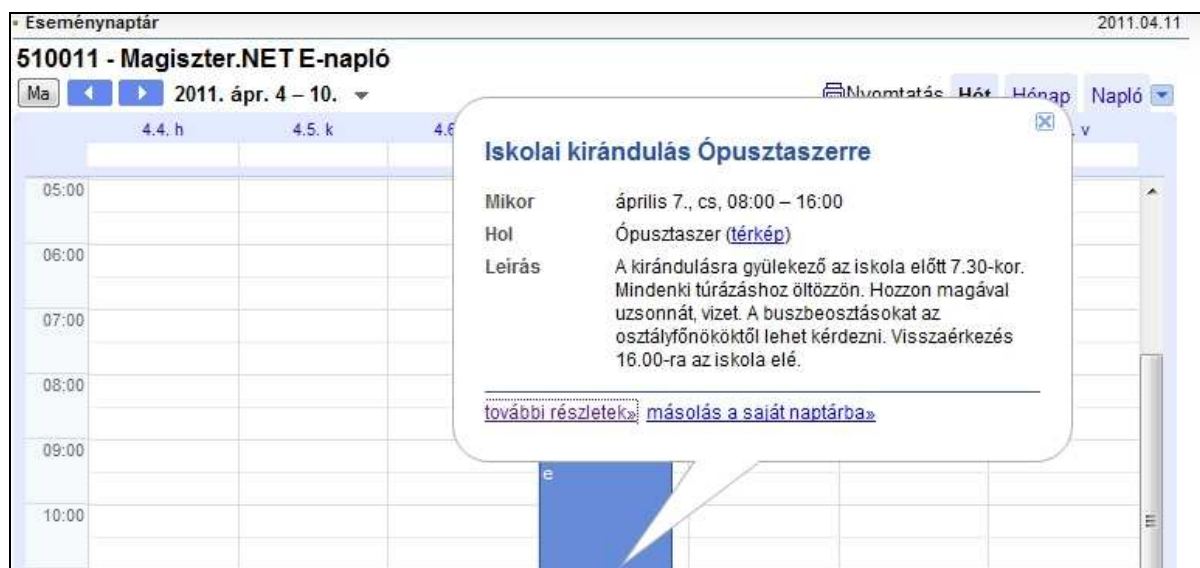 Eseménynaptár 2011.04.11
510011 - Magiszter.NET E-napló
Ma 2011. ápr. 4 – 10. Nyomtatás Hét Hónap Napló
4.4. h 4.5. k v
Iskolai kirándulás Ópusztaszerre
Mikor április 7., cs, 08:00 – 16:00
Hol Ópusztaszer (térkép)
Leírás A kirándulásra gyülekező az iskola előtt 7.30-kor.
Mindenki túrázáshoz öltözzön. Hozzon magával
uzsonnát, vizet. A buszbeosztásokat az
osztályfőnököktől lehet kérdezni. Visszaérkezés
16.00-ra az iskola elé.
további részletek» másolás a saját naptárba»
05:00
06:00
07:00
08:00
09:00
e
10:00